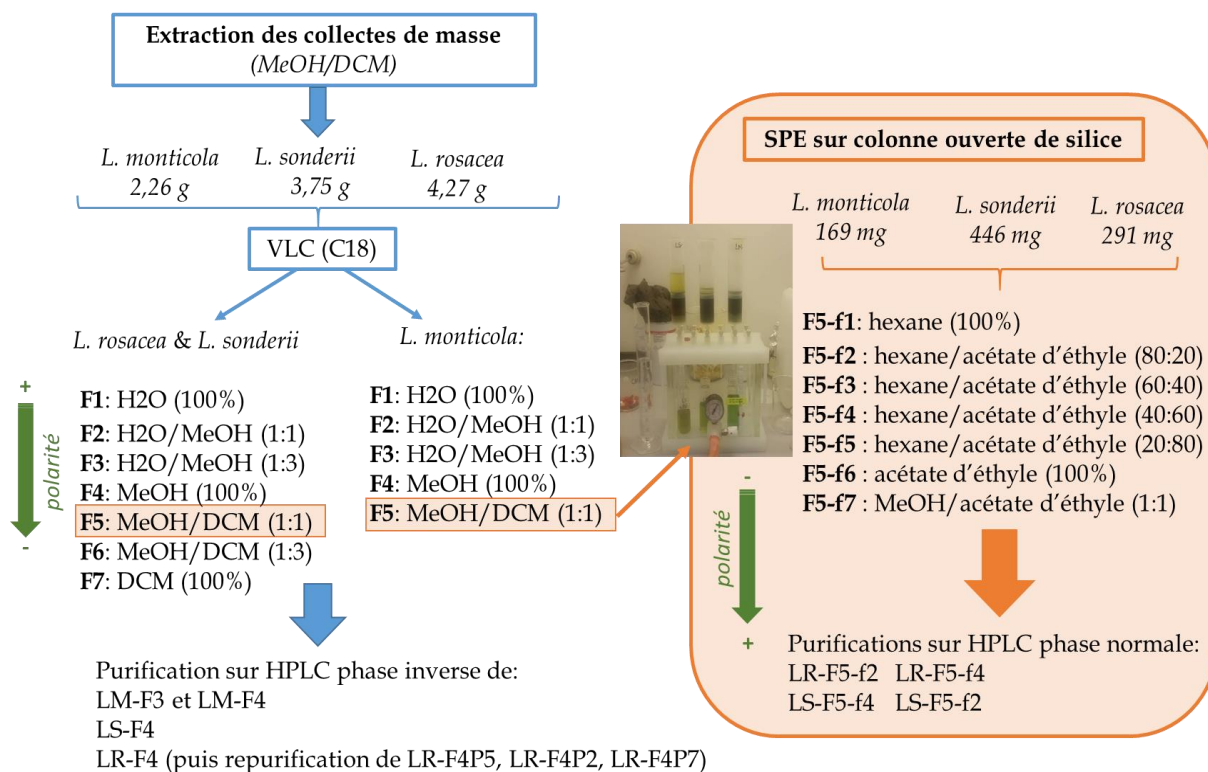 Extraction des collectes de masse
(MeOH/DCM)
L. monticola
2,26 g
L. sonderii
3,75 g
L. rosacea
4,27 g
VLC (C18)
L. rosacea & L. sonderii
+
polarité
-
F1: H2O (100%)
F2: H2O/MeOH (1:1)
F3: H2O/MeOH (1:3)
F4: MeOH (100%)
F5: MeOH/DCM (1:1)
F6: MeOH/DCM (1:3)
F7: DCM (100%)
L. monticola:
F1: H2O (100%)
F2: H2O/MeOH (1:1)
F3: H2O/MeOH (1:3)
F4: MeOH (100%)
F5: MeOH/DCM (1:1)
Purification sur HPLC phase inverse de:
LM-F3 et LM-F4
LS-F4
LR-F4 (puis repurification de LR-F4P5, LR-F4P2, LR-F4P7)
SPE sur colonne ouverte de silice
L. monticola
169 mg
L. sonderii
446 mg
L. rosacea
291 mg
F5-f1: hexane (100%)
F5-f2 : hexane/acétate d'éthyle (80:20)
F5-f3 : hexane/acétate d'éthyle (60:40)
F5-f4 : hexane/acétate d'éthyle (40:60)
F5-f5 : hexane/acétate d'éthyle (20:80)
F5-f6 : acétate d'éthyle (100%)
F5-f7 : MeOH/acétate d'éthyle (1:1)
-
polarité
+
Purifications sur HPLC phase normale:
LR-F5-f2 LR-F5-f4
LS-F5-f4 LS-F5-f2